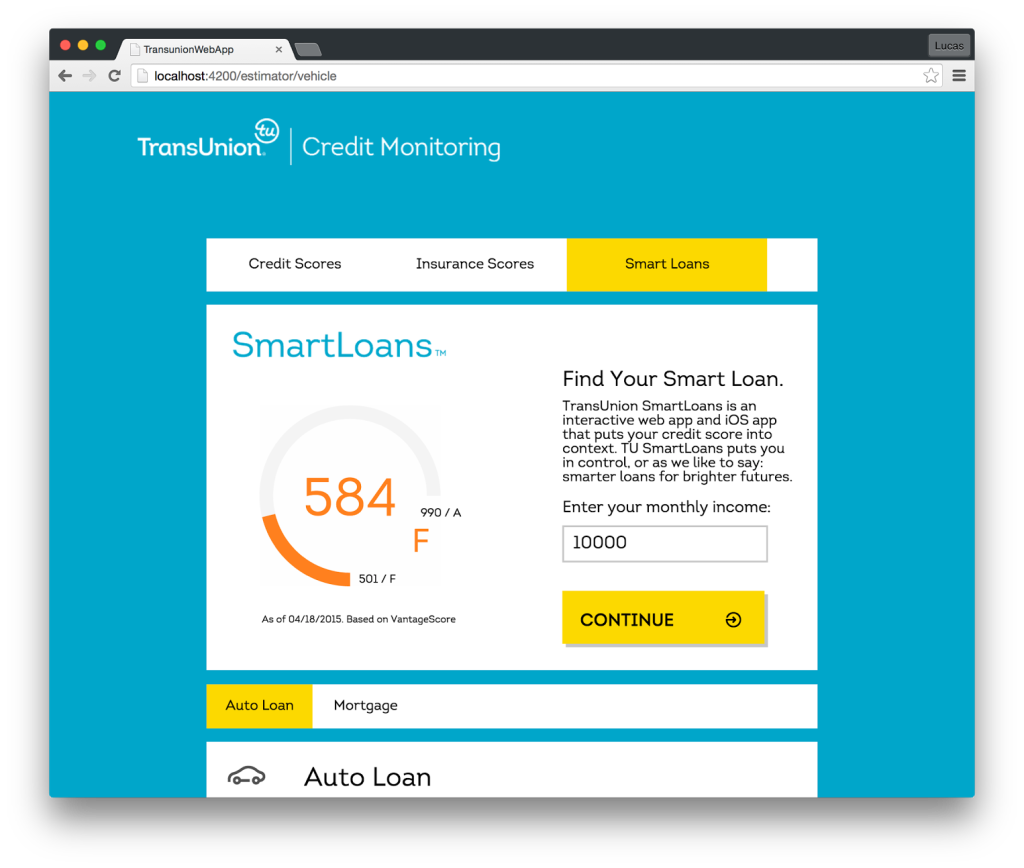 TransunionWebApp
Lucas
localhost:4200/estimator/vehicle
TransUnion. tu | Credit Monitoring
Credit Scores Insurance Scores Smart Loans
SmartLoans™
584
F
990 / A
501 / F
As of 04/18/2015. Based on VantageScore
Find Your Smart Loan.
TransUnion SmartLoans is an
interactive web app and iOS app
that puts your credit score into
context. TU SmartLoans puts you
in control, or as we like to say:
smarter loans for brighter futures.
Enter your monthly income:
10000
CONTINUE
Auto Loan Mortgage
Auto Loan